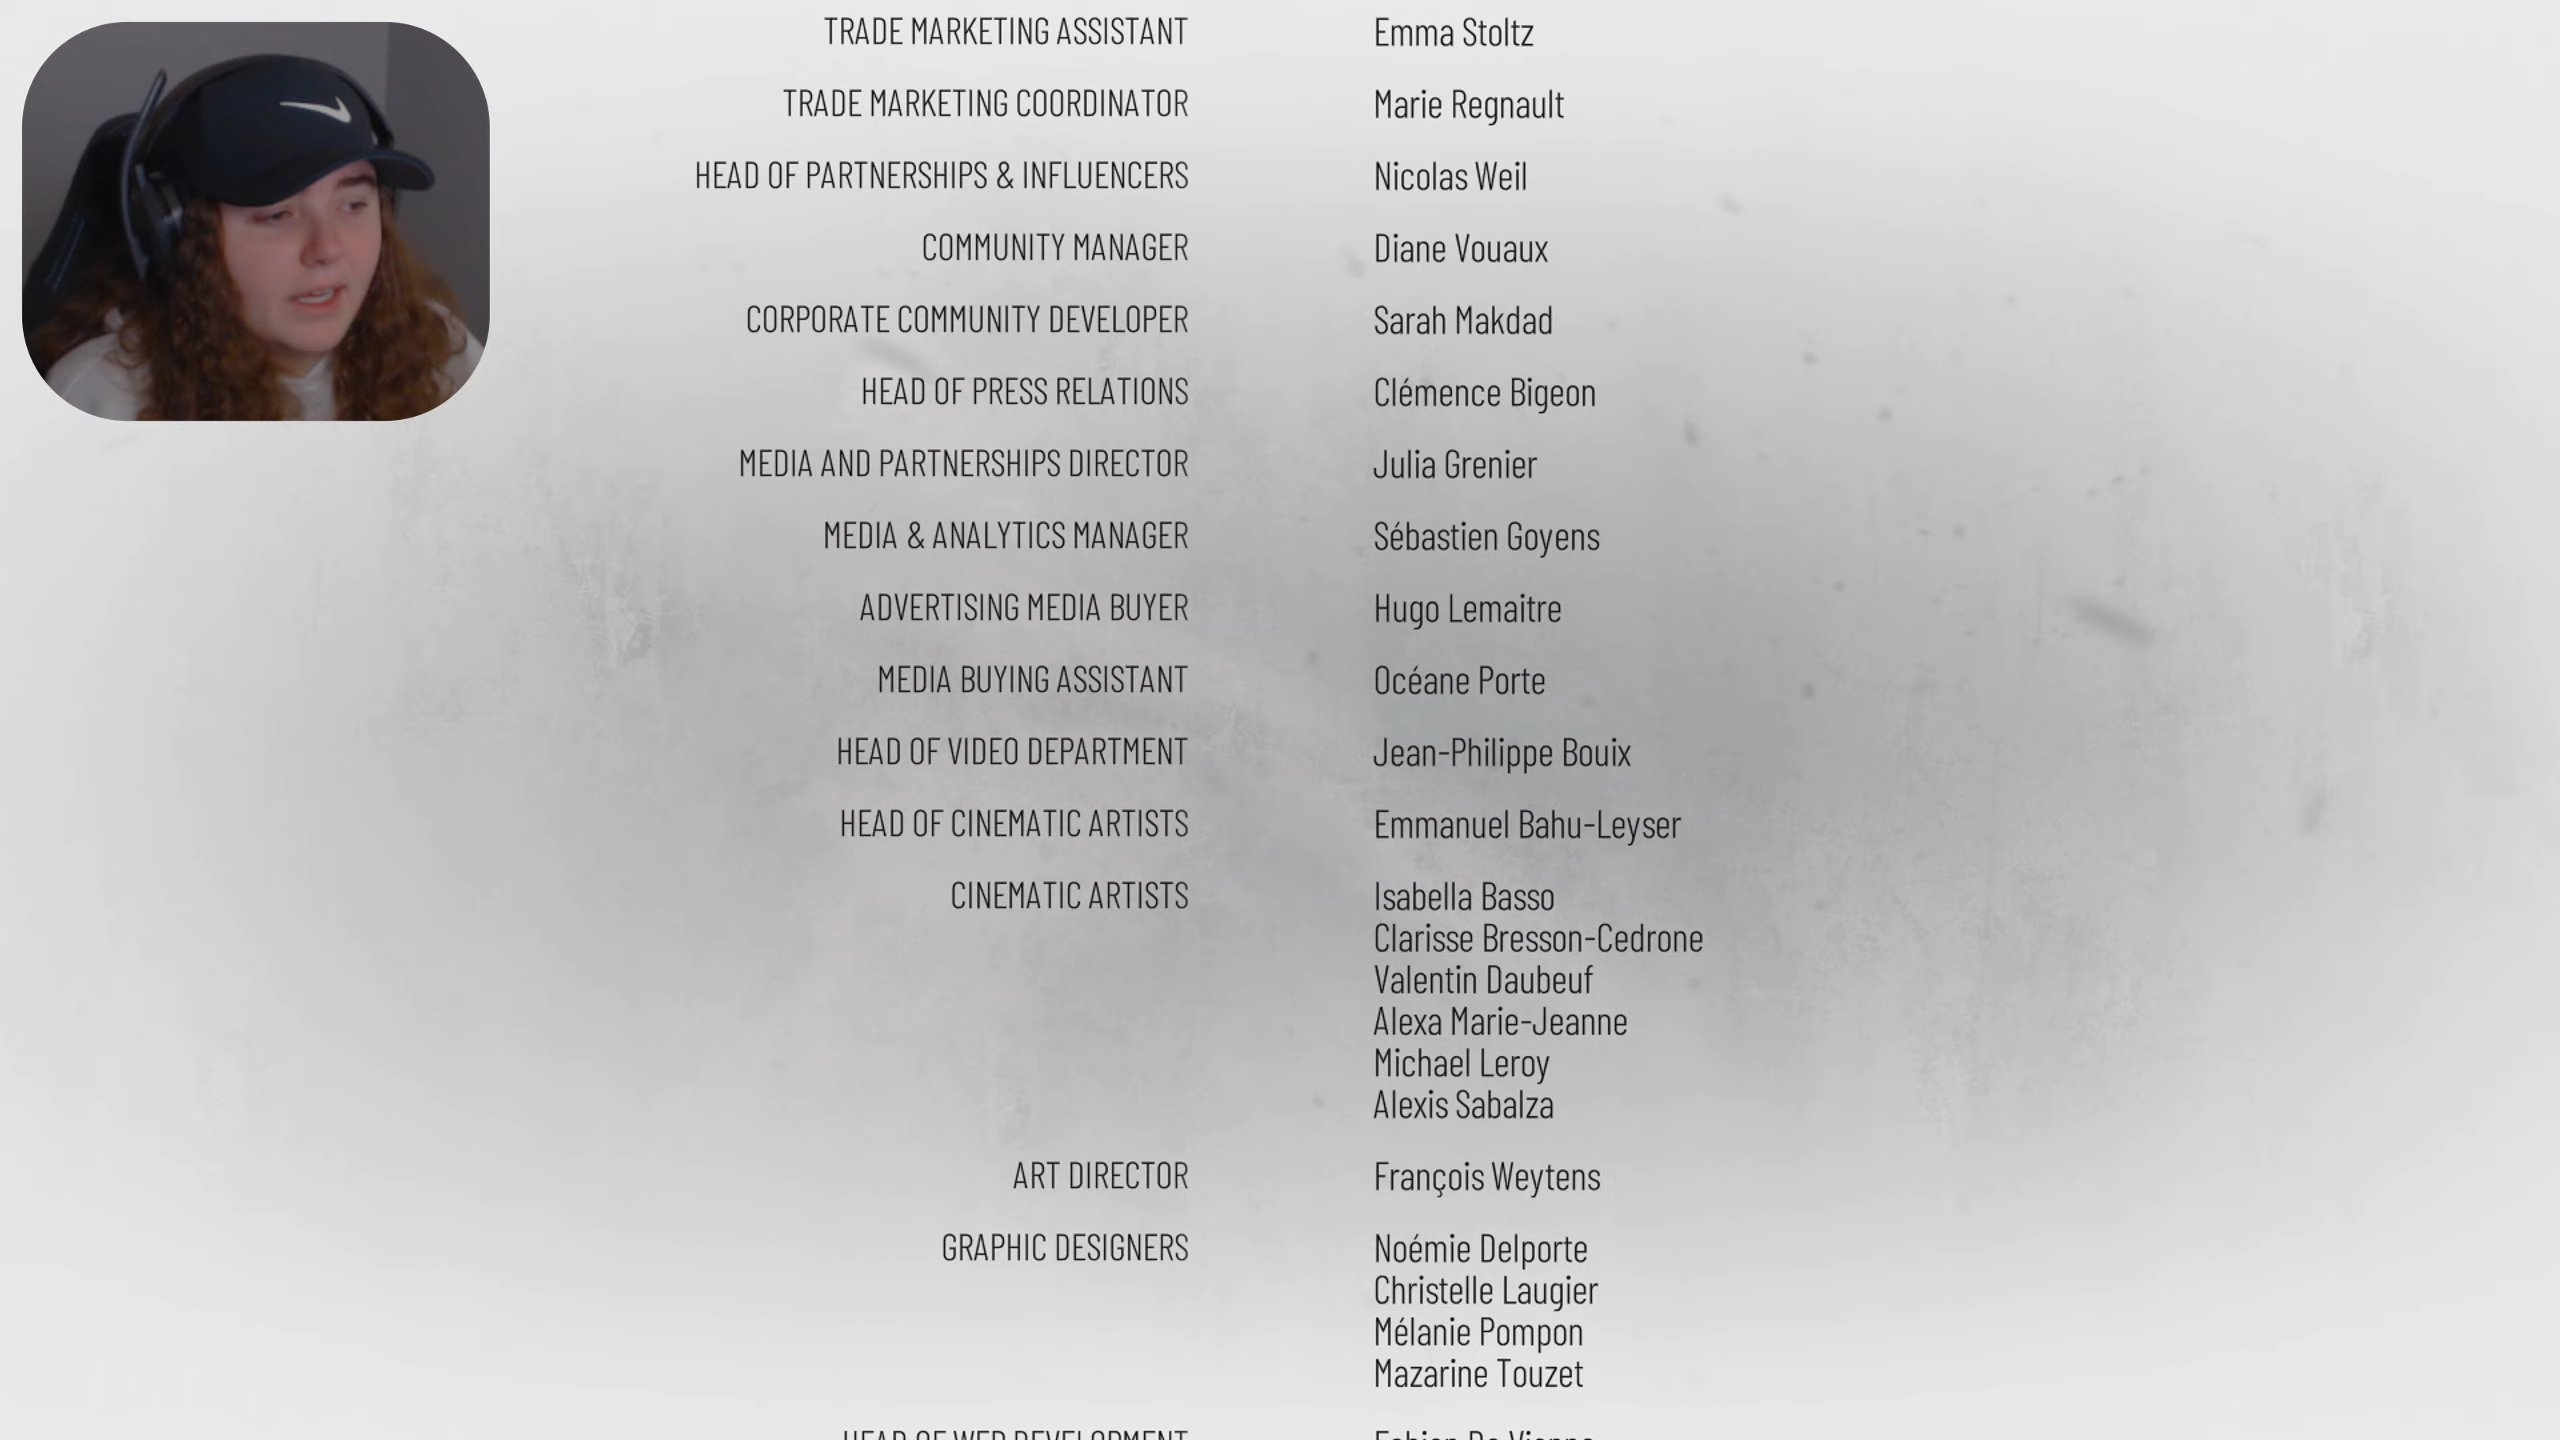 TRADE MARKETING ASSISTANT Emma Stoltz
TRADE MARKETING COORDINATOR Marie Regnault
HEAD OF PARTNERSHIPS & INFLUENCERS Nicolas Weil
COMMUNITY MANAGER Diane Vouaux
CORPORATE COMMUNITY DEVELOPER Sarah Makdad
HEAD OF PRESS RELATIONS Clémence Bigeon
MEDIA AND PARTNERSHIPS DIRECTOR Julia Grenier
MEDIA & ANALYTICS MANAGER Sébastien Goyens
ADVERTISING MEDIA BUYER Hugo Lemaitre
MEDIA BUYING ASSISTANT Océane Porte
HEAD OF VIDEO DEPARTMENT Jean-Philippe Bouix
HEAD OF CINEMATIC ARTISTS Emmanuel Bahu-Leyser
CINEMATIC ARTISTS Isabella Basso
Clarisse Bresson-Cedrone
Valentin Daubeuf
Alexa Marie-Jeanne
Michael Leroy
Alexis Sabalza
ART DIRECTOR François Weytens
GRAPHIC DESIGNERS Noémie Delporte
Christelle Laugier
Mélanie Pompon
Mazarine Touzet
HEAD OF WEB DEVELOPMENT